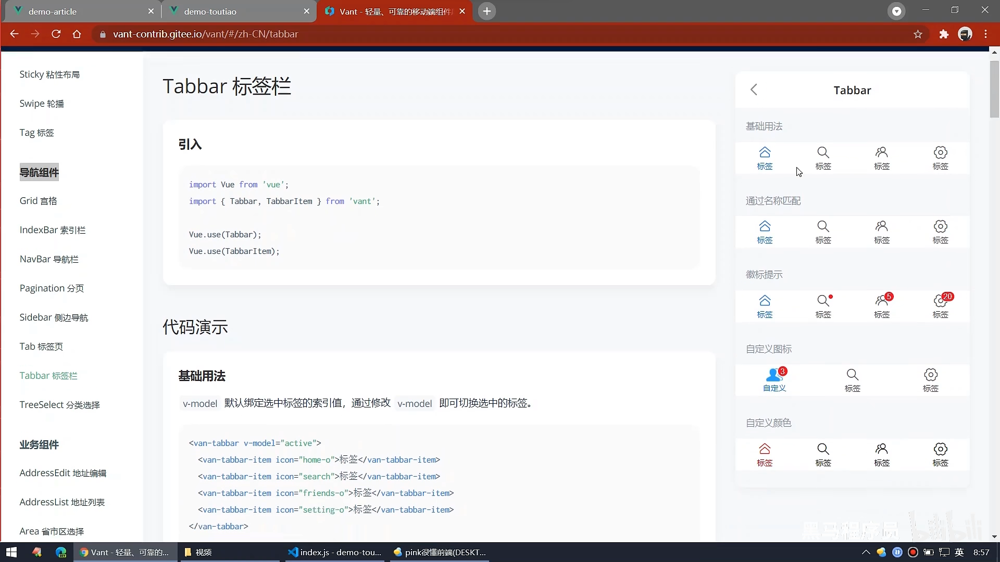 demo-article
demo-toutiao
Vant - 轻量、可靠的移动端组件
vant-contrib.gitee.io/vant/#/zh-CN/tabbar
Sticky 粘性布局
Swipe 轮播
Tag 标签
导航组件
Grid 宫格
IndexBar 索引栏
NavBar 导航栏
Pagination 分页
Sidebar 侧边导航
Tab 标签页
Tabbar 标签栏
TreeSelect 分类选择
业务组件
AddressEdit 地址编辑
AddressList 地址列表
Area 省市区选择
Tabbar 标签栏
引入
import Vue from 'vue';
import { Tabbar, TabbarItem } from 'vant';
Vue.use(Tabbar);
Vue.use(TabbarItem);
代码演示
基础用法
v-model 默认绑定选中标签的索引值，通过修改 v-model 即可切换选中的标签。
<van-tabbar v-model="active">
<van-tabbar-item icon="home-o">标签</van-tabbar-item>
<van-tabbar-item icon="search">标签</van-tabbar-item>
<van-tabbar-item icon="friends-o">标签</van-tabbar-item>
<van-tabbar-item icon="setting-o">标签</van-tabbar-item>
</van-tabbar>
Tabbar
基础用法
标签 标签 标签 标签
通过名称匹配
标签 标签 标签 标签
徽标提示
5 20
标签 标签 标签 标签
自定义图标
3
自定义 标签 标签
自定义颜色
标签 标签 标签 标签
黑马程序员 bilibili
Vant - 轻量、可靠的...
视频
index.js - demo-tou...
pink很懂前端(DESKT...
英
8:57